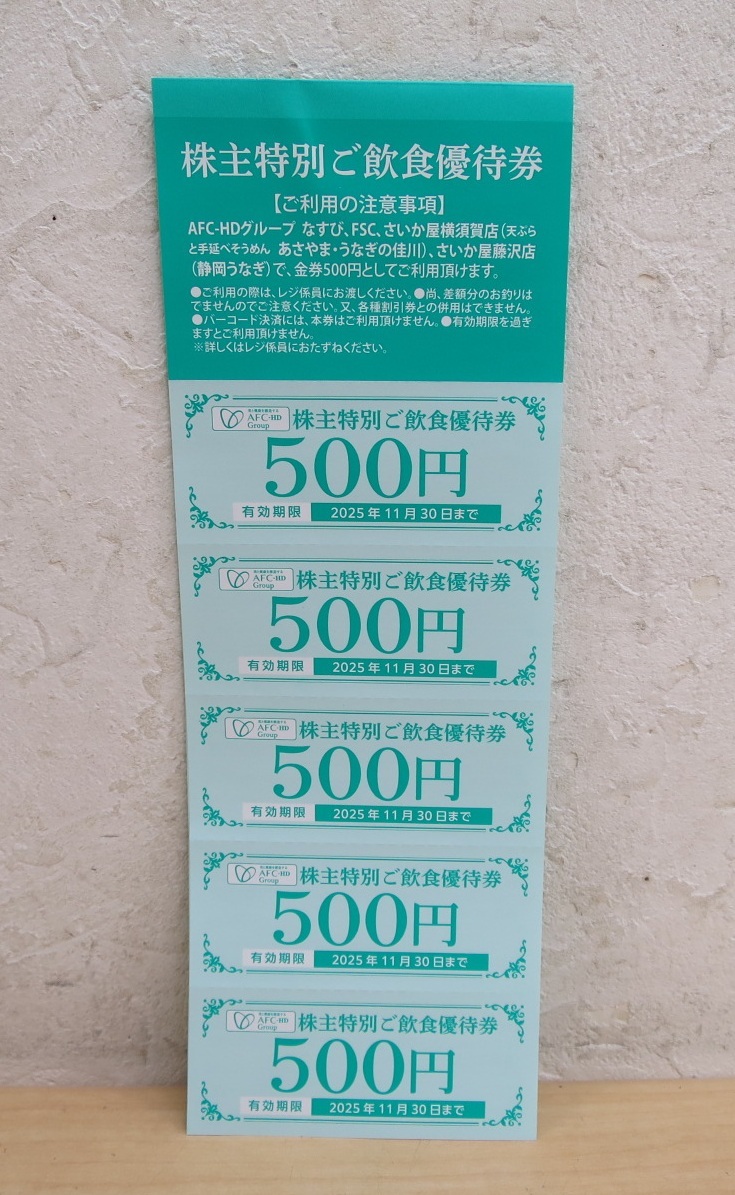 株主特別ご飲食優待券
【ご利用の注意事項】
AFC-HDグループ なすび、FSC、さいか屋横須賀店(天ぷら
と手延べそうめん あさやま・うなぎの佳川)、さいか屋藤沢店
(静岡うなぎ)で、金券500円としてご利用頂けます。
●ご利用の際は、レジ係員にお渡しください。●尚、差額分のお釣りは
でませんのでご注意ください。又、各種割引券との併用はできません。
●バーコード決済には、本券はご利用頂けません。●有効期限を過ぎ
ますとご利用頂けません。
※詳しくはレジ係員におたずねください。
AFC-HD
Group
株主特別ご飲食優待券
500円
有効期限 2025年11月30日まで
AFC-HD
Group
株主特別ご飲食優待券
500円
有効期限 2025年11月30日まで
AFC-HD
Group
株主特別ご飲食優待券
500円
有効期限 2025年11月30日まで
AFC-HD
Group
株主特別ご飲食優待券
500円
有効期限 2025年11月30日まで
AFC-HD
Group
株主特別ご飲食優待券
500円
有効期限 2025年11月30日まで